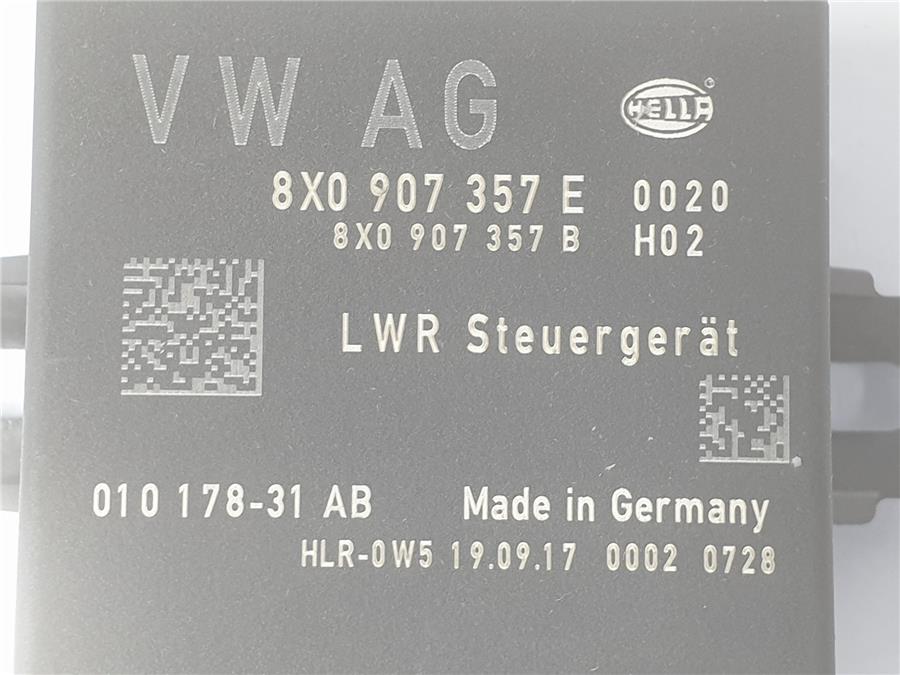 VW AG
HELLA ®
8X0 907 357 E 0020
8X0 907 357 B H02
LWR Steuergerät
010 178-31 AB Made in Germany
HLR-0W5 19.09.17 0002 0728